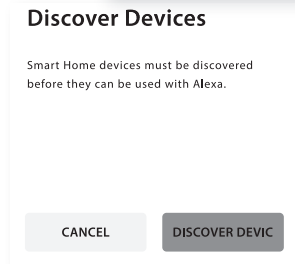 Discover Devices
Smart Home devices must be discovered
before they can be used with Alexa.
CANCEL
DISCOVER DEVIC